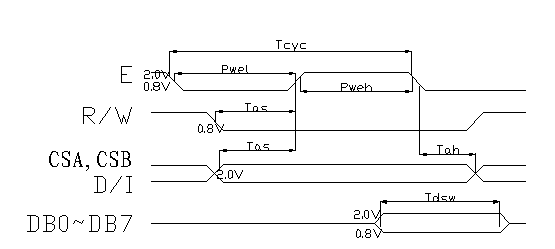 Tcyc
E
2.0V
Pwel
0.8V
Pweh
R/W
Tas
0.8V
Tas
Tah
CSA, CSB
D/I
2.0V
Tdsw
DB0~DB7
2.0V
0.8V